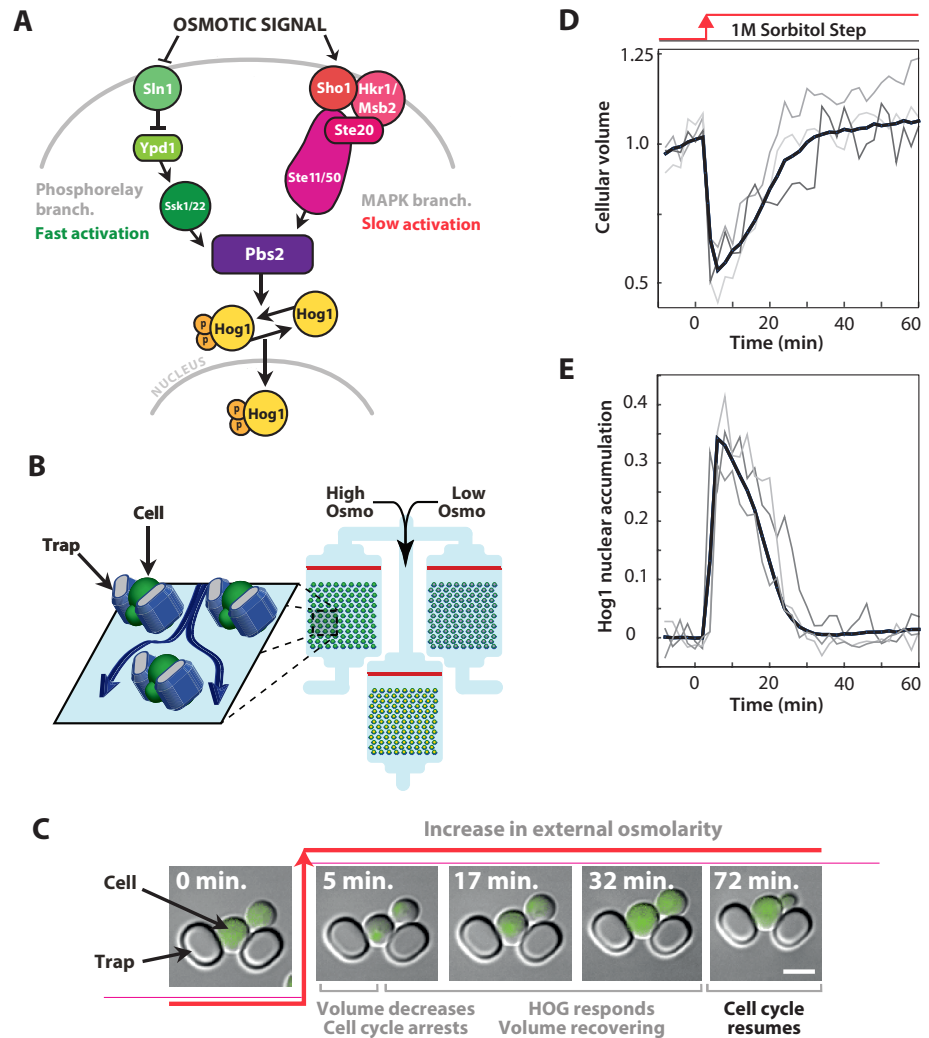 A
OSMOTIC SIGNAL
Sln1
Sho1
Hkr1/
Msb2
Ste20
Ypd1
Ste11/50
Phosphorelay
branch.
Fast activation
Ssk1/22
MAPK branch.
Slow activation
Pbs2
Hog1
P
P
Hog1
NUCLEUS
P
P
Hog1
B
Cell
Trap
High
Osmo
Low
Osmo
C
Increase in external osmolarity
Cell
Trap
0 min.
5 min.
17 min.
32 min.
72 min.
Volume decreases
Cell cycle arrests
HOG responds
Volume recovering
Cell cycle
resumes
D
1M Sorbitol Step
Cellular volume
1.25
1.0
0.5
0
20
40
60
Time (min)
E
Hog1 nuclear accumulation
0.4
0.3
0.2
0.1
0
0
20
40
60
Time (min)